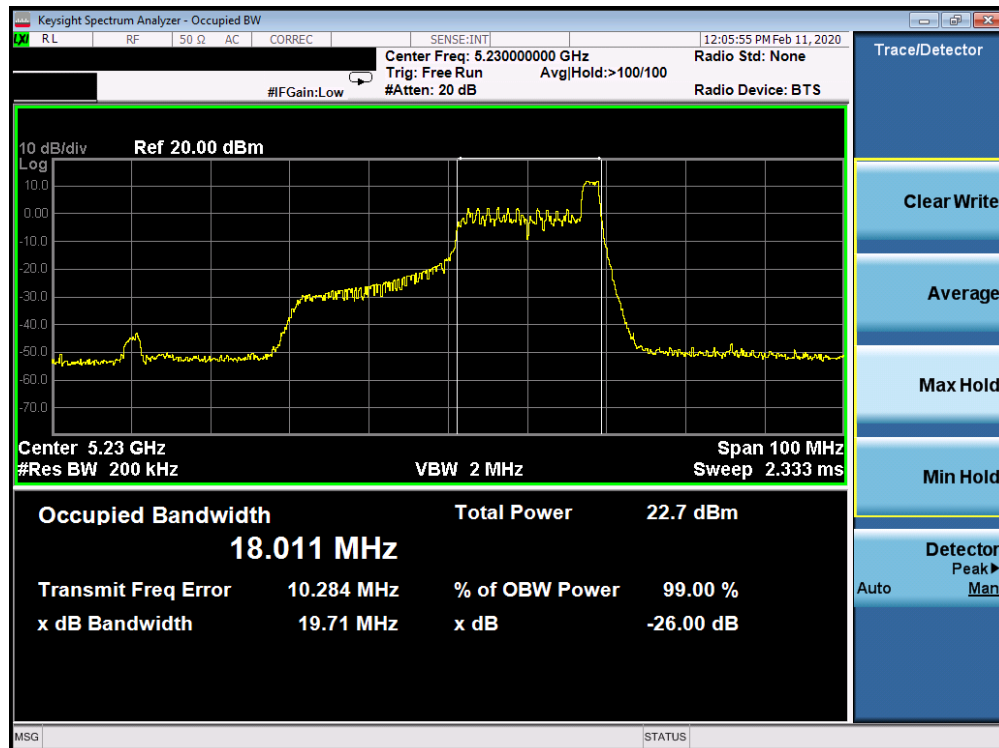 Keysight Spectrum Analyzer - Occupied BW
LXI RL RF 50 Ω AC CORREC SENSE:INT 12:05:55 PM Feb 11, 2020
Center Freq: 5.230000000 GHz Radio Std: None
Trig: Free Run Avg|Hold:>100/100
#IFGain:Low #Atten: 20 dB Radio Device: BTS
10 dB/div Ref 20.00 dBm
Log
10.0
0.00
-10.0
-20.0
-30.0
-40.0
-50.0
-60.0
-70.0
Center 5.23 GHz Span 100 MHz
#Res BW 200 kHz VBW 2 MHz Sweep 2.333 ms
Occupied Bandwidth Total Power 22.7 dBm
18.011 MHz
Transmit Freq Error 10.284 MHz % of OBW Power 99.00 %
x dB Bandwidth 19.71 MHz x dB -26.00 dB
MSG STATUS
Trace/Detector
Clear Write
Average
Max Hold
Min Hold
Detector
Peak▶
Auto Man